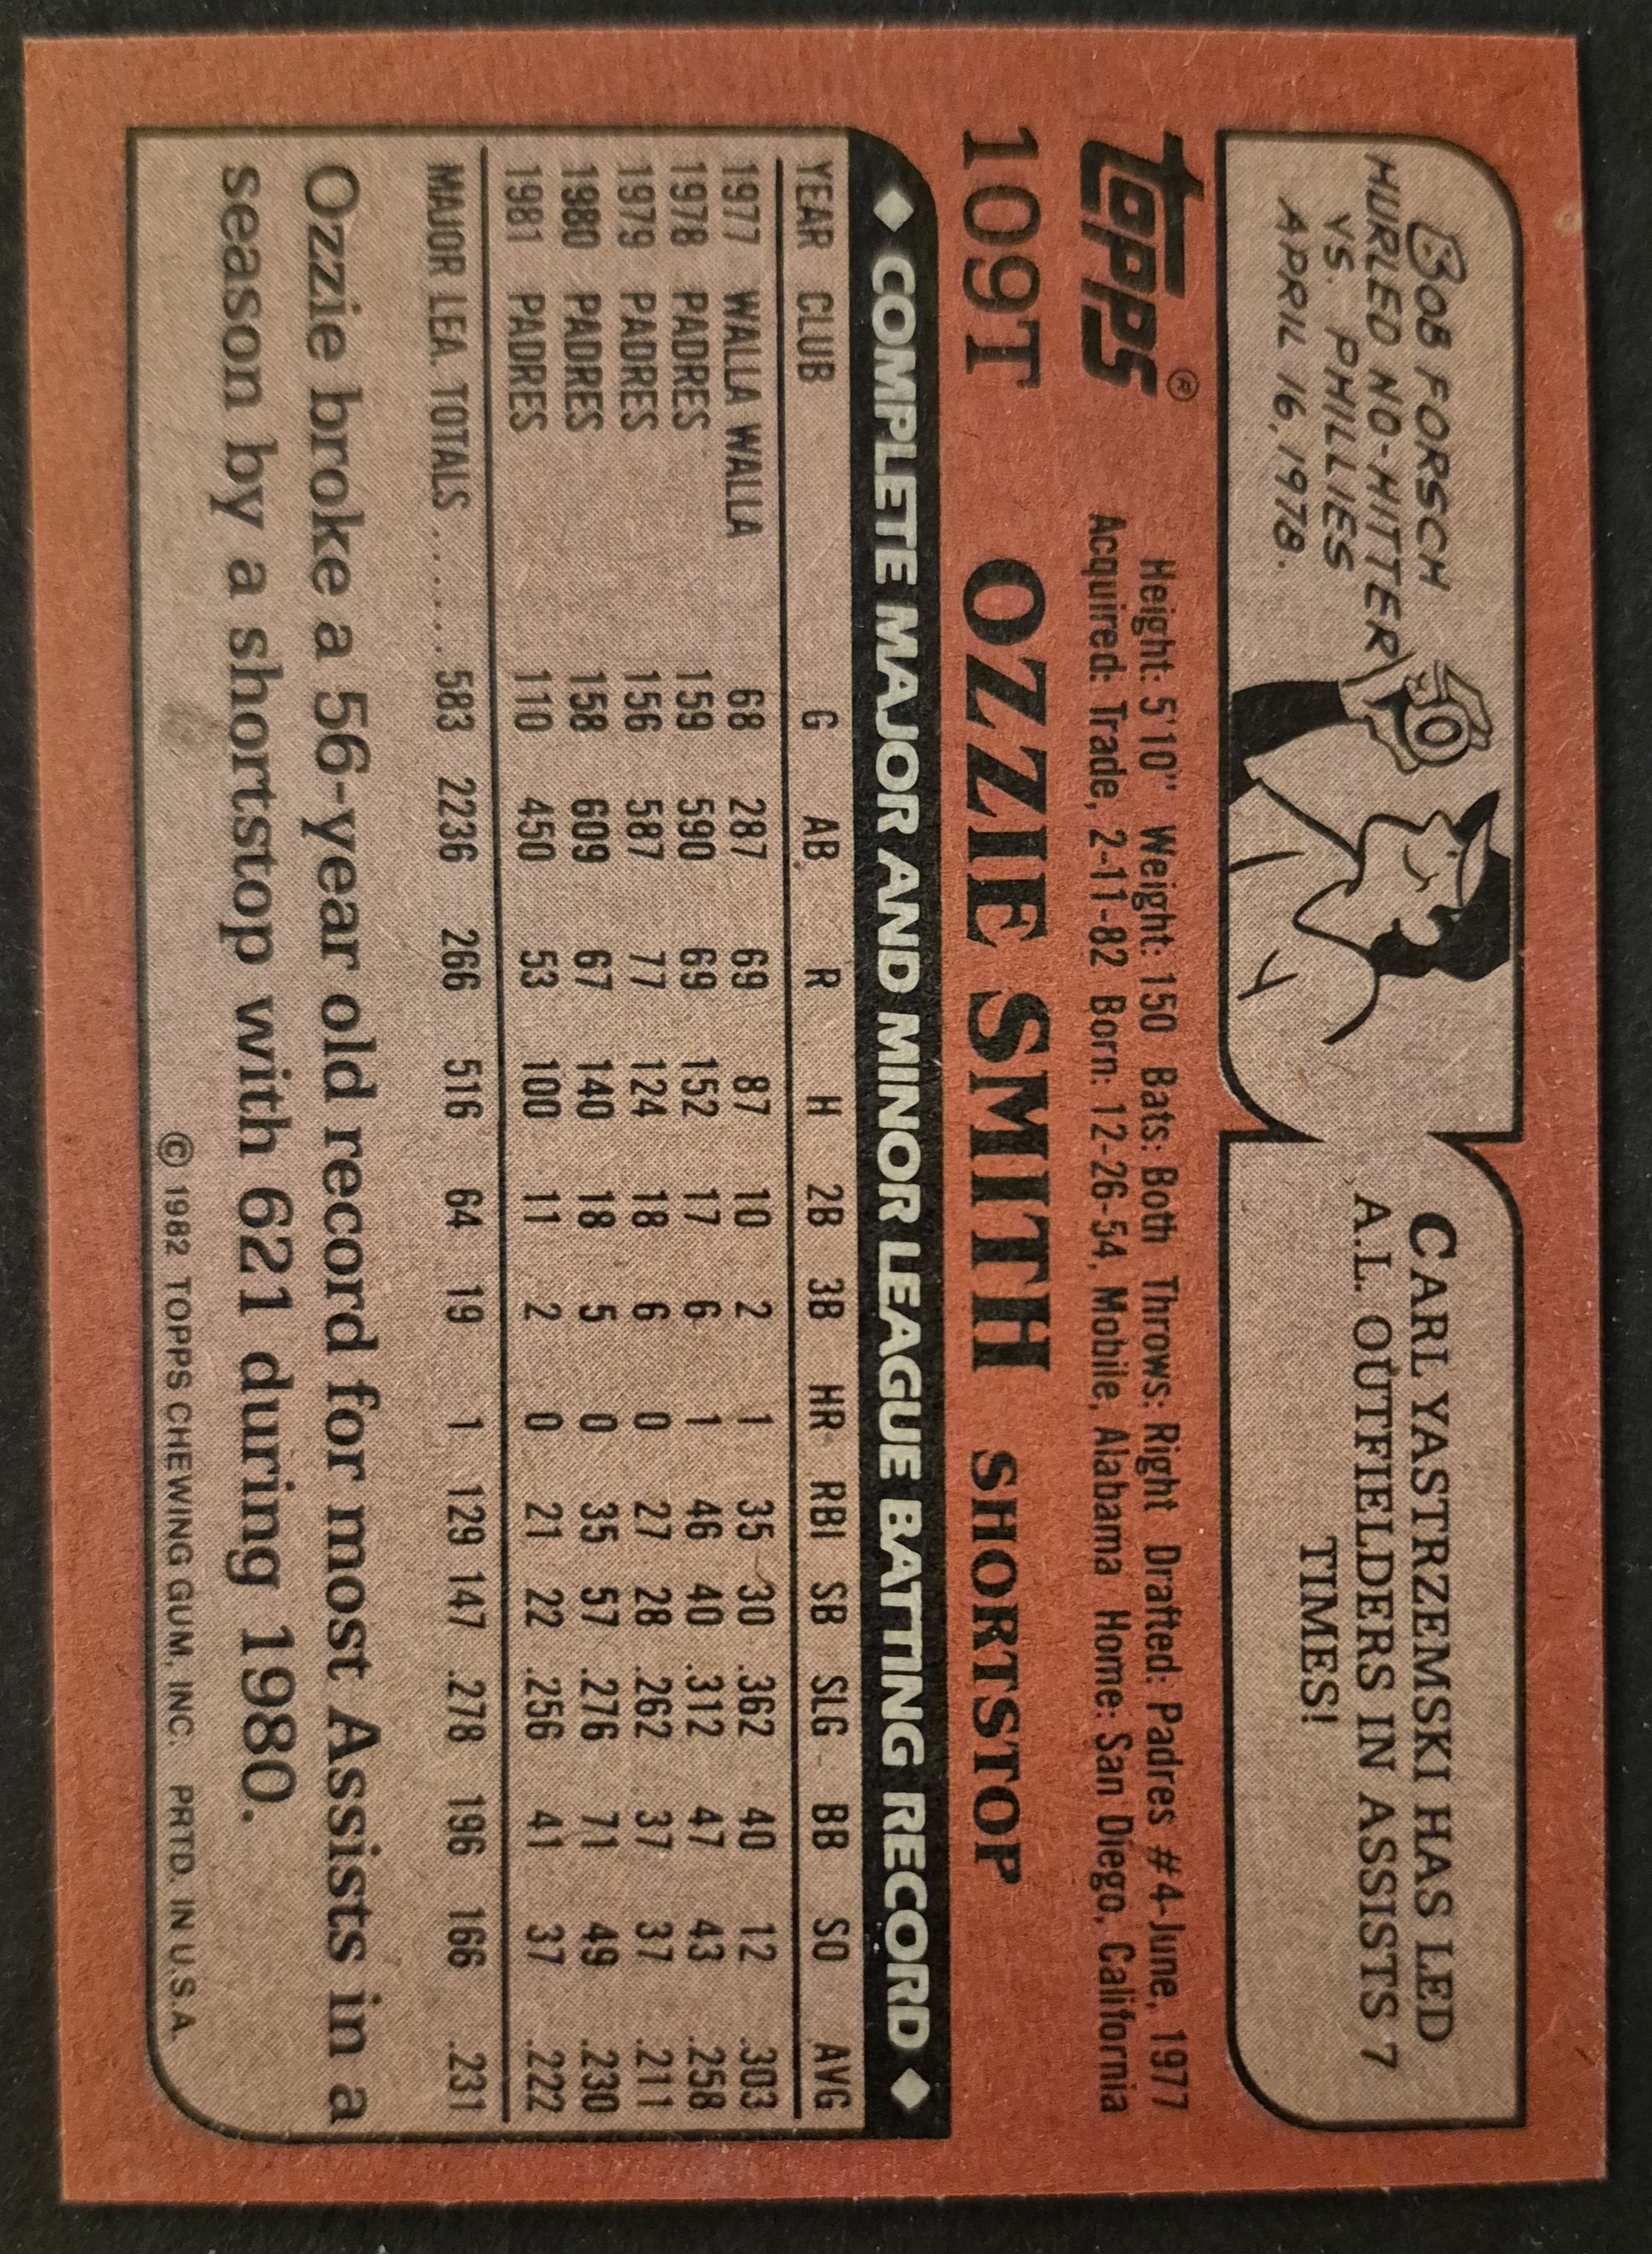 BOB FORSCH
HURLED NO-HITTER
VS. PHILLIES
APRIL 16, 1978.
0
CARL YASTRZEMSKI HAS LED
A.L. OUTFIELDERS IN ASSISTS 7
TIMES!
topps®
Height: 5'10" Weight: 150 Bats: Both Throws: Right Drafted: Padres #4-June, 1977
Acquired: Trade, 2-11-82 Born: 12-26-54, Mobile, Alabama Home: San Diego, California
109T OZZIE SMITH SHORTSTOP
◆ COMPLETE MAJOR AND MINOR LEAGUE BATTING RECORD ◆
YEAR CLUB G AB R H 2B 3B HR RBI SB SLG BB SO AVG
1977 WALLA WALLA 68 287 69 87 10 2 1 35 30 .362 40 12 .303
1978 PADRES 159 590 69 152 17 6 1 46 40 .312 47 43 .258
1979 PADRES 156 587 77 124 18 6 0 27 28 .262 37 37 .211
1980 PADRES 158 609 67 140 18 5 0 35 57 .276 71 49 .230
1981 PADRES 110 450 53 100 11 2 0 21 22 .256 41 37 .222
MAJOR LEA. TOTALS ........ 583 2236 266 516 64 19 1 129 147 .278 196 166 .231
Ozzie broke a 56-year old record for most Assists in a
season by a shortstop with 621 during 1980.
© 1982 TOPPS CHEWING GUM, INC. PRTD. IN U.S.A.